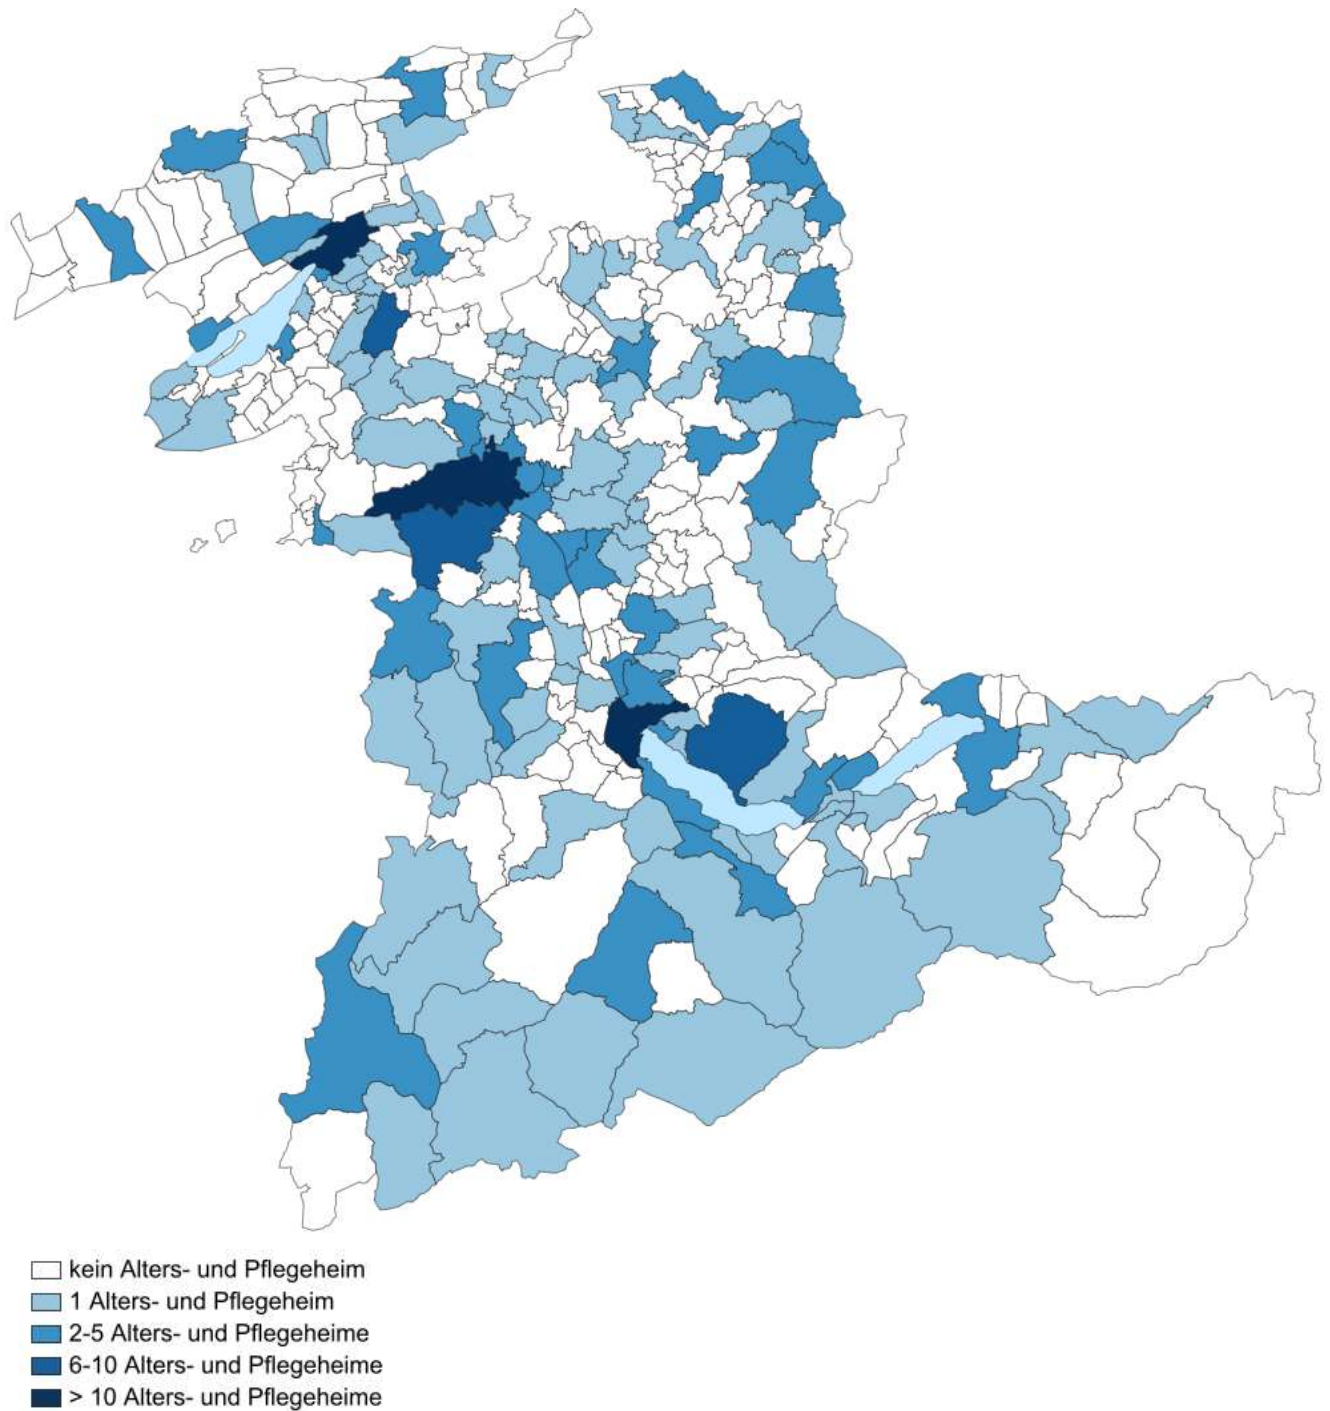 kein Alters- und Pflegeheim
1 Alters- und Pflegeheim
2-5 Alters- und Pflegeheime
6-10 Alters- und Pflegeheime
> 10 Alters- und Pflegeheime